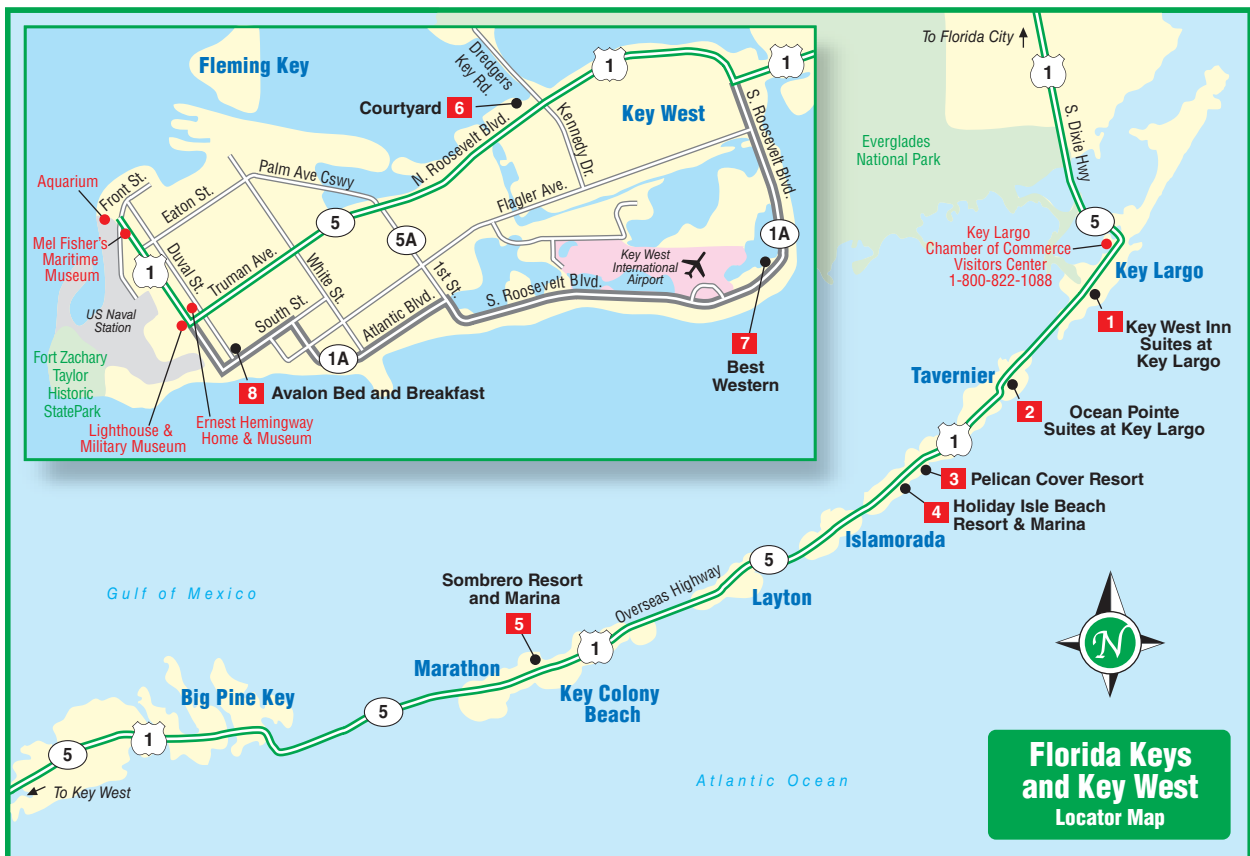 Fleming Key
Dredgers
Key Rd.
1
1
Courtyard
6
Key West
N. Roosevelt Blvd.
Kennedy Dr.
S. Roosevelt Blvd.
Palm Ave Cswy
Aquarium
Front St.
Eaton St.
Flagler Ave.
5
5A
1A
Mel Fisher's
Maritime
Museum
1
Duval St.
Truman Ave.
White St.
1st St.
Key West
International
Airport
US Naval
Station
South St.
Atlantic Blvd.
S. Roosevelt Blvd.
1A
7
Best
Western
Fort Zachary
Taylor
Historic
StatePark
8
Avalon Bed and Breakfast
Lighthouse &
Military Museum
Ernest Hemingway
Home & Museum
To Florida City
1
S. Dixie Hwy
Everglades
National Park
5
Key Largo
Chamber of Commerce
Visitors Center
1-800-822-1088
Key Largo
1
Key West Inn
Suites at
Key Largo
Tavernier
2
Ocean Pointe
Suites at Key Largo
1
3
Pelican Cover Resort
4
Holiday Isle Beach
Resort & Marina
Islamorada
5
Layton
Overseas Highway
Gulf of Mexico
Sombrero Resort
and Marina
5
1
Marathon
Key Colony
Beach
Big Pine Key
5
1
5
To Key West
Atlantic Ocean
N
Florida Keys
and Key West
Locator Map